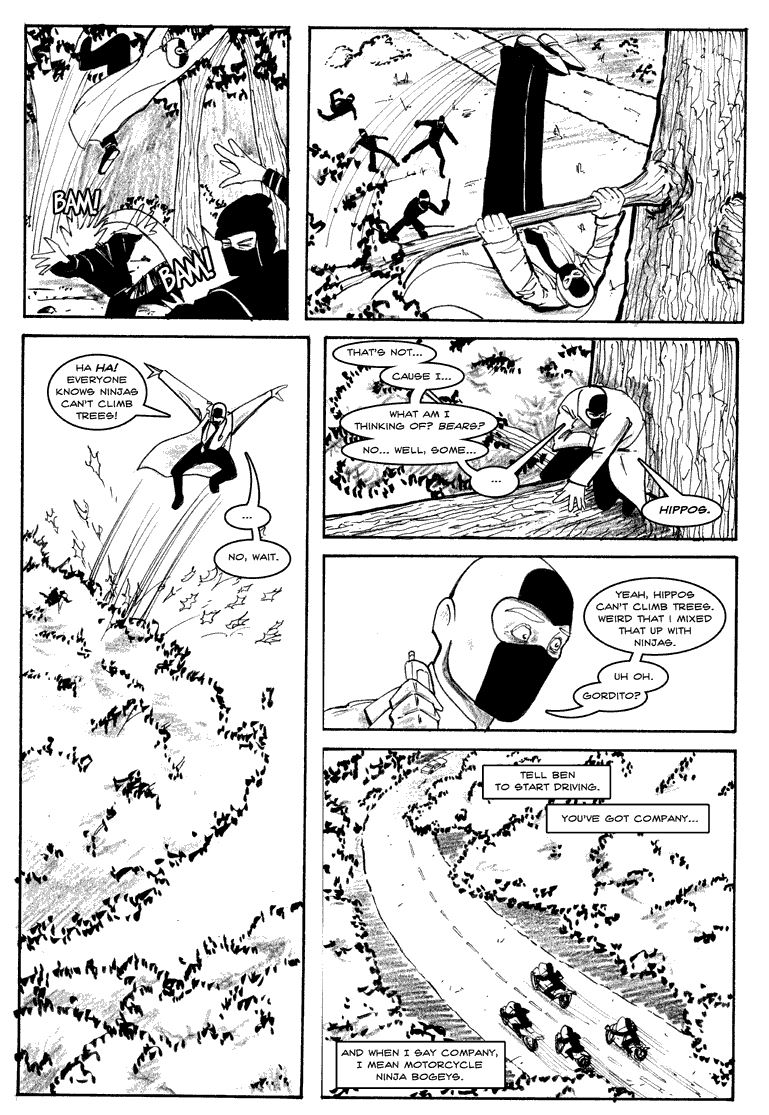 BAM!
BAM!
HA HA!
EVERYONE
KNOWS NINJAS
CAN'T CLIMB
TREES!
...
NO, WAIT.
THAT'S NOT...
CAUSE I...
WHAT AM I
THINKING OF? BEARS?
NO... WELL, SOME...
...
HIPPOS.
YEAH, HIPPOS
CAN'T CLIMB TREES.
WEIRD THAT I MIXED
THAT UP WITH
NINJAS.
UH OH.
GORDITO?
TELL BEN
TO START DRIVING.
YOU'VE GOT COMPANY...
AND WHEN I SAY COMPANY,
I MEAN MOTORCYCLE
NINJA BOGEYS.